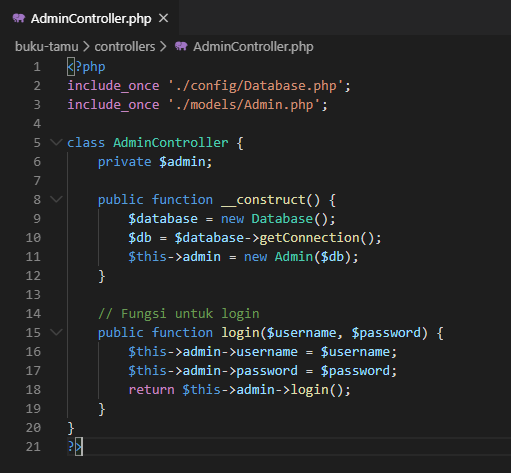 AdminController.php ×
buku-tamu > controllers > AdminController.php
1 <?php
2 include_once './config/Database.php';
3 include_once './models/Admin.php';
4
5 class AdminController {
6     private $admin;
7
8     public function __construct() {
9         $database = new Database();
10         $db = $database->getConnection();
11         $this->admin = new Admin($db);
12     }
13
14     // Fungsi untuk login
15     public function login($username, $password) {
16         $this->admin->username = $username;
17         $this->admin->password = $password;
18         return $this->admin->login();
19     }
20 }
21 ?>